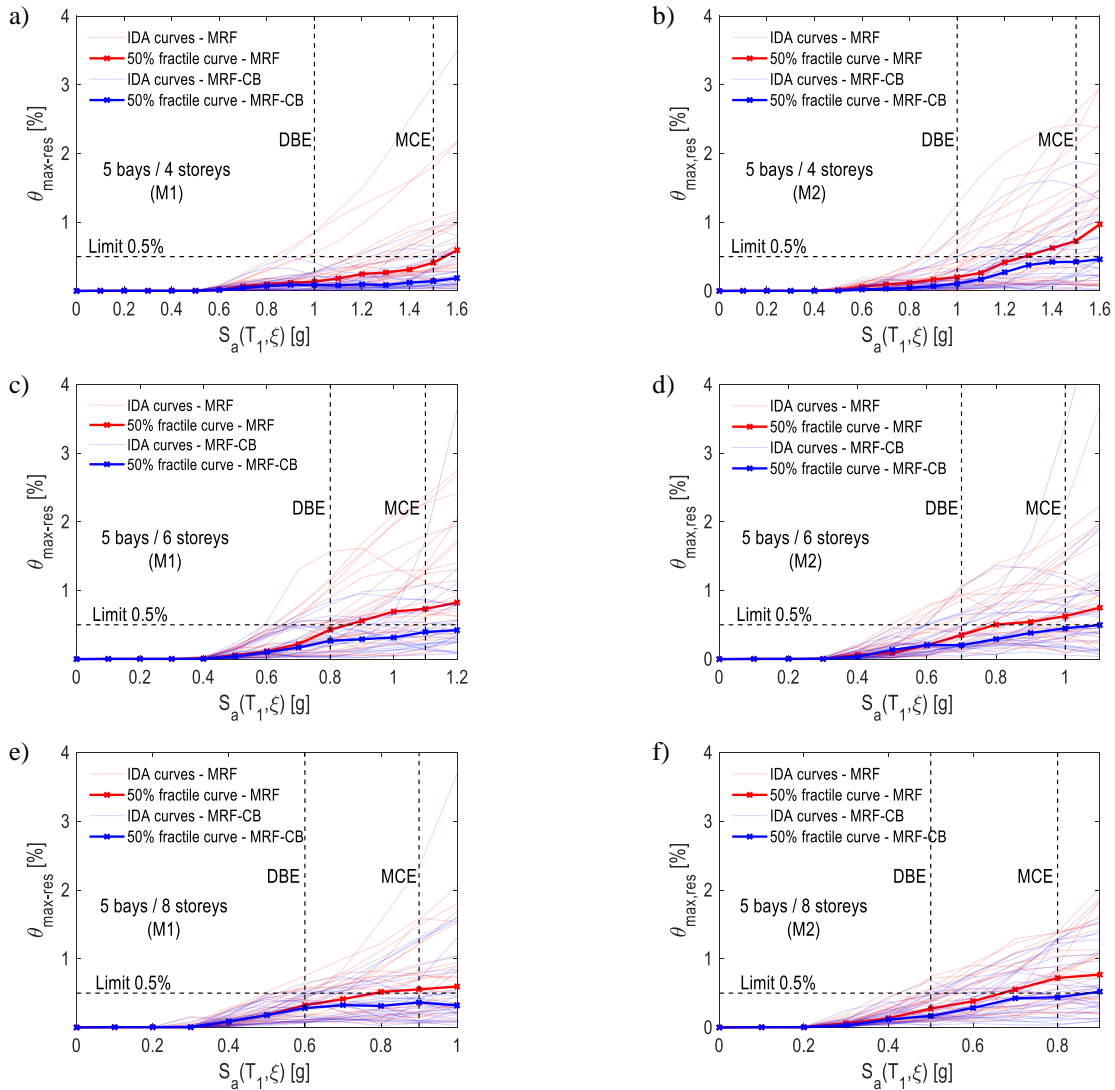 a)
θmax-res [%]
4
3
2
1
0
IDA curves - MRF
50% fractile curve - MRF
IDA curves - MRF-CB
50% fractile curve - MRF-CB
DBE
MCE
5 bays / 4 storeys
(M1)
Limit 0.5%
0 0.2 0.4 0.6 0.8 1 1.2 1.4 1.6
Sa(T1,ξ) [g]
b)
θmax,res [%]
4
3
2
1
0
IDA curves - MRF
50% fractile curve - MRF
IDA curves - MRF-CB
50% fractile curve - MRF-CB
DBE
MCE
5 bays / 4 storeys
(M2)
Limit 0.5%
0 0.2 0.4 0.6 0.8 1 1.2 1.4 1.6
Sa(T1,ξ) [g]
c)
θmax-res [%]
4
3
2
1
0
IDA curves - MRF
50% fractile curve - MRF
IDA curves - MRF-CB
50% fractile curve - MRF-CB
DBE
MCE
5 bays / 6 storeys
(M1)
Limit 0.5%
0 0.2 0.4 0.6 0.8 1 1.2
Sa(T1,ξ) [g]
d)
θmax,res [%]
4
3
2
1
0
IDA curves - MRF
50% fractile curve - MRF
IDA curves - MRF-CB
50% fractile curve - MRF-CB
DBE
MCE
5 bays / 6 storeys
(M2)
Limit 0.5%
0 0.2 0.4 0.6 0.8 1
Sa(T1,ξ) [g]
e)
θmax-res [%]
4
3
2
1
0
IDA curves - MRF
50% fractile curve - MRF
IDA curves - MRF-CB
50% fractile curve - MRF-CB
DBE
MCE
5 bays / 8 storeys
(M1)
Limit 0.5%
0 0.2 0.4 0.6 0.8 1
Sa(T1,ξ) [g]
f)
θmax,res [%]
4
3
2
1
0
IDA curves - MRF
50% fractile curve - MRF
IDA curves - MRF-CB
50% fractile curve - MRF-CB
DBE
MCE
5 bays / 8 storeys
(M2)
Limit 0.5%
0 0.2 0.4 0.6 0.8
Sa(T1,ξ) [g]